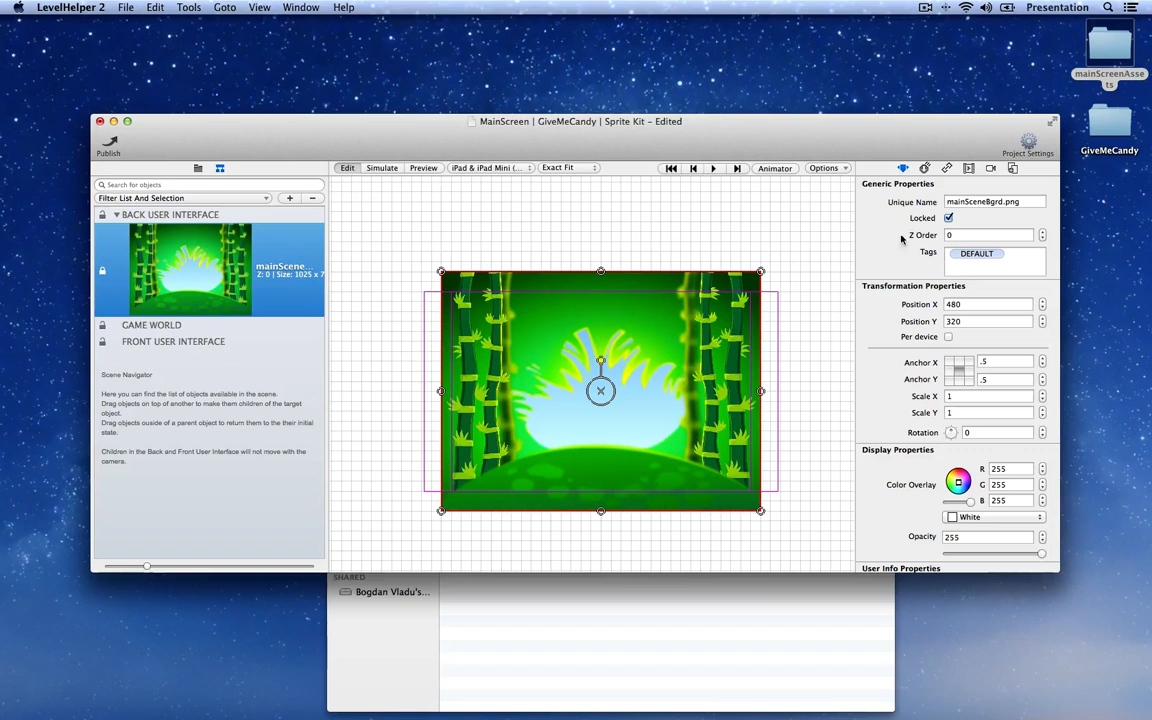 LevelHelper 2 File Edit Tools Goto View Window Help Presentation
mainScreenAsse
ts
GiveMeCandy
MainScreen | GiveMeCandy | Sprite Kit – Edited
Publish
Project Settings
Edit Simulate Preview iPad & iPad Mini (... Exact Fit Animator Options
Search for objects
Filter List And Selection
BACK USER INTERFACE
mainScene...
Z: 0 | Size: 1025 x 7
GAME WORLD
FRONT USER INTERFACE
Scene Navigator
Here you can find the list of objects available in the scene.
Drag objects on top of another to make them children of the target
object.
Drag objects ouside of a parent object to return them to their initial
state.
Children in the Back and Front User Interface will not move with the
camera.
Generic Properties
Unique Name mainSceneBgrd.png
Locked
Z Order 0
Tags DEFAULT
Transformation Properties
Position X 480
Position Y 320
Per device
Anchor X .5
Anchor Y .5
Scale X 1
Scale Y 1
Rotation 0
Display Properties
R 255
Color Overlay G 255
B 255
White
Opacity 255
User Info Properties
SHARED
Bogdan Vladu's...